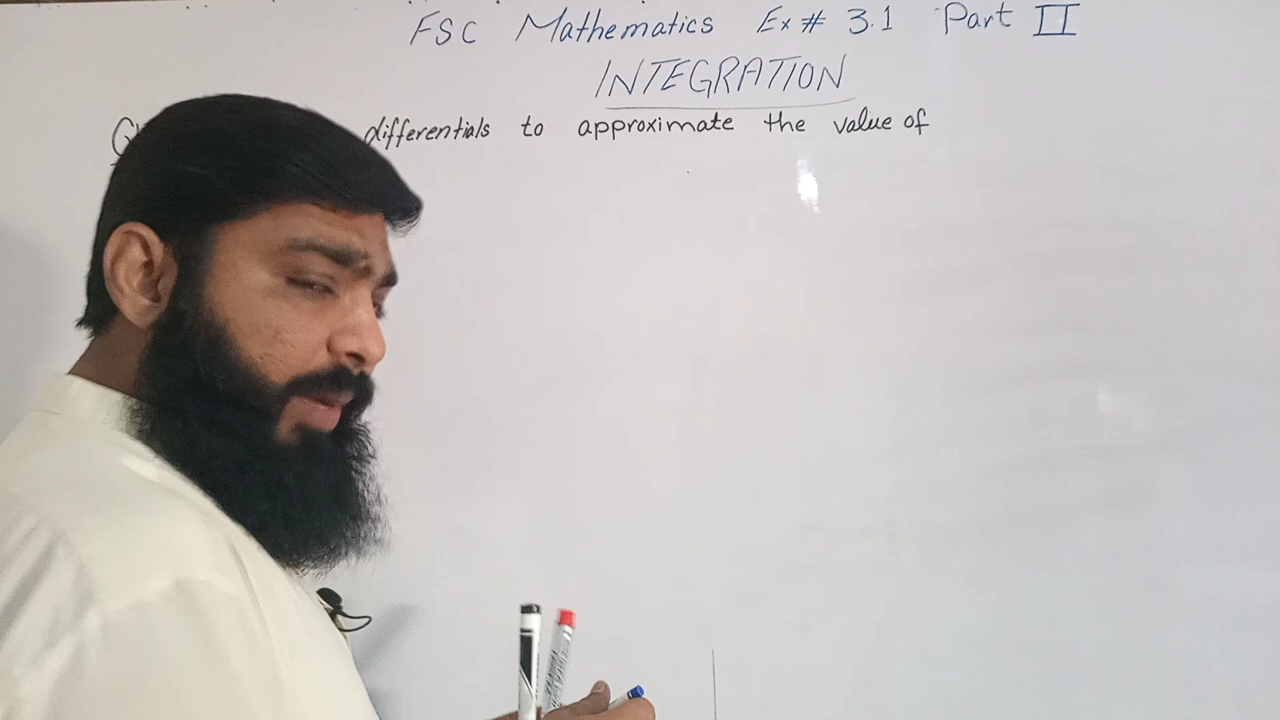 FSC Mathematics Ex # 3.1 Part II
INTEGRATION
differentials to approximate the value of